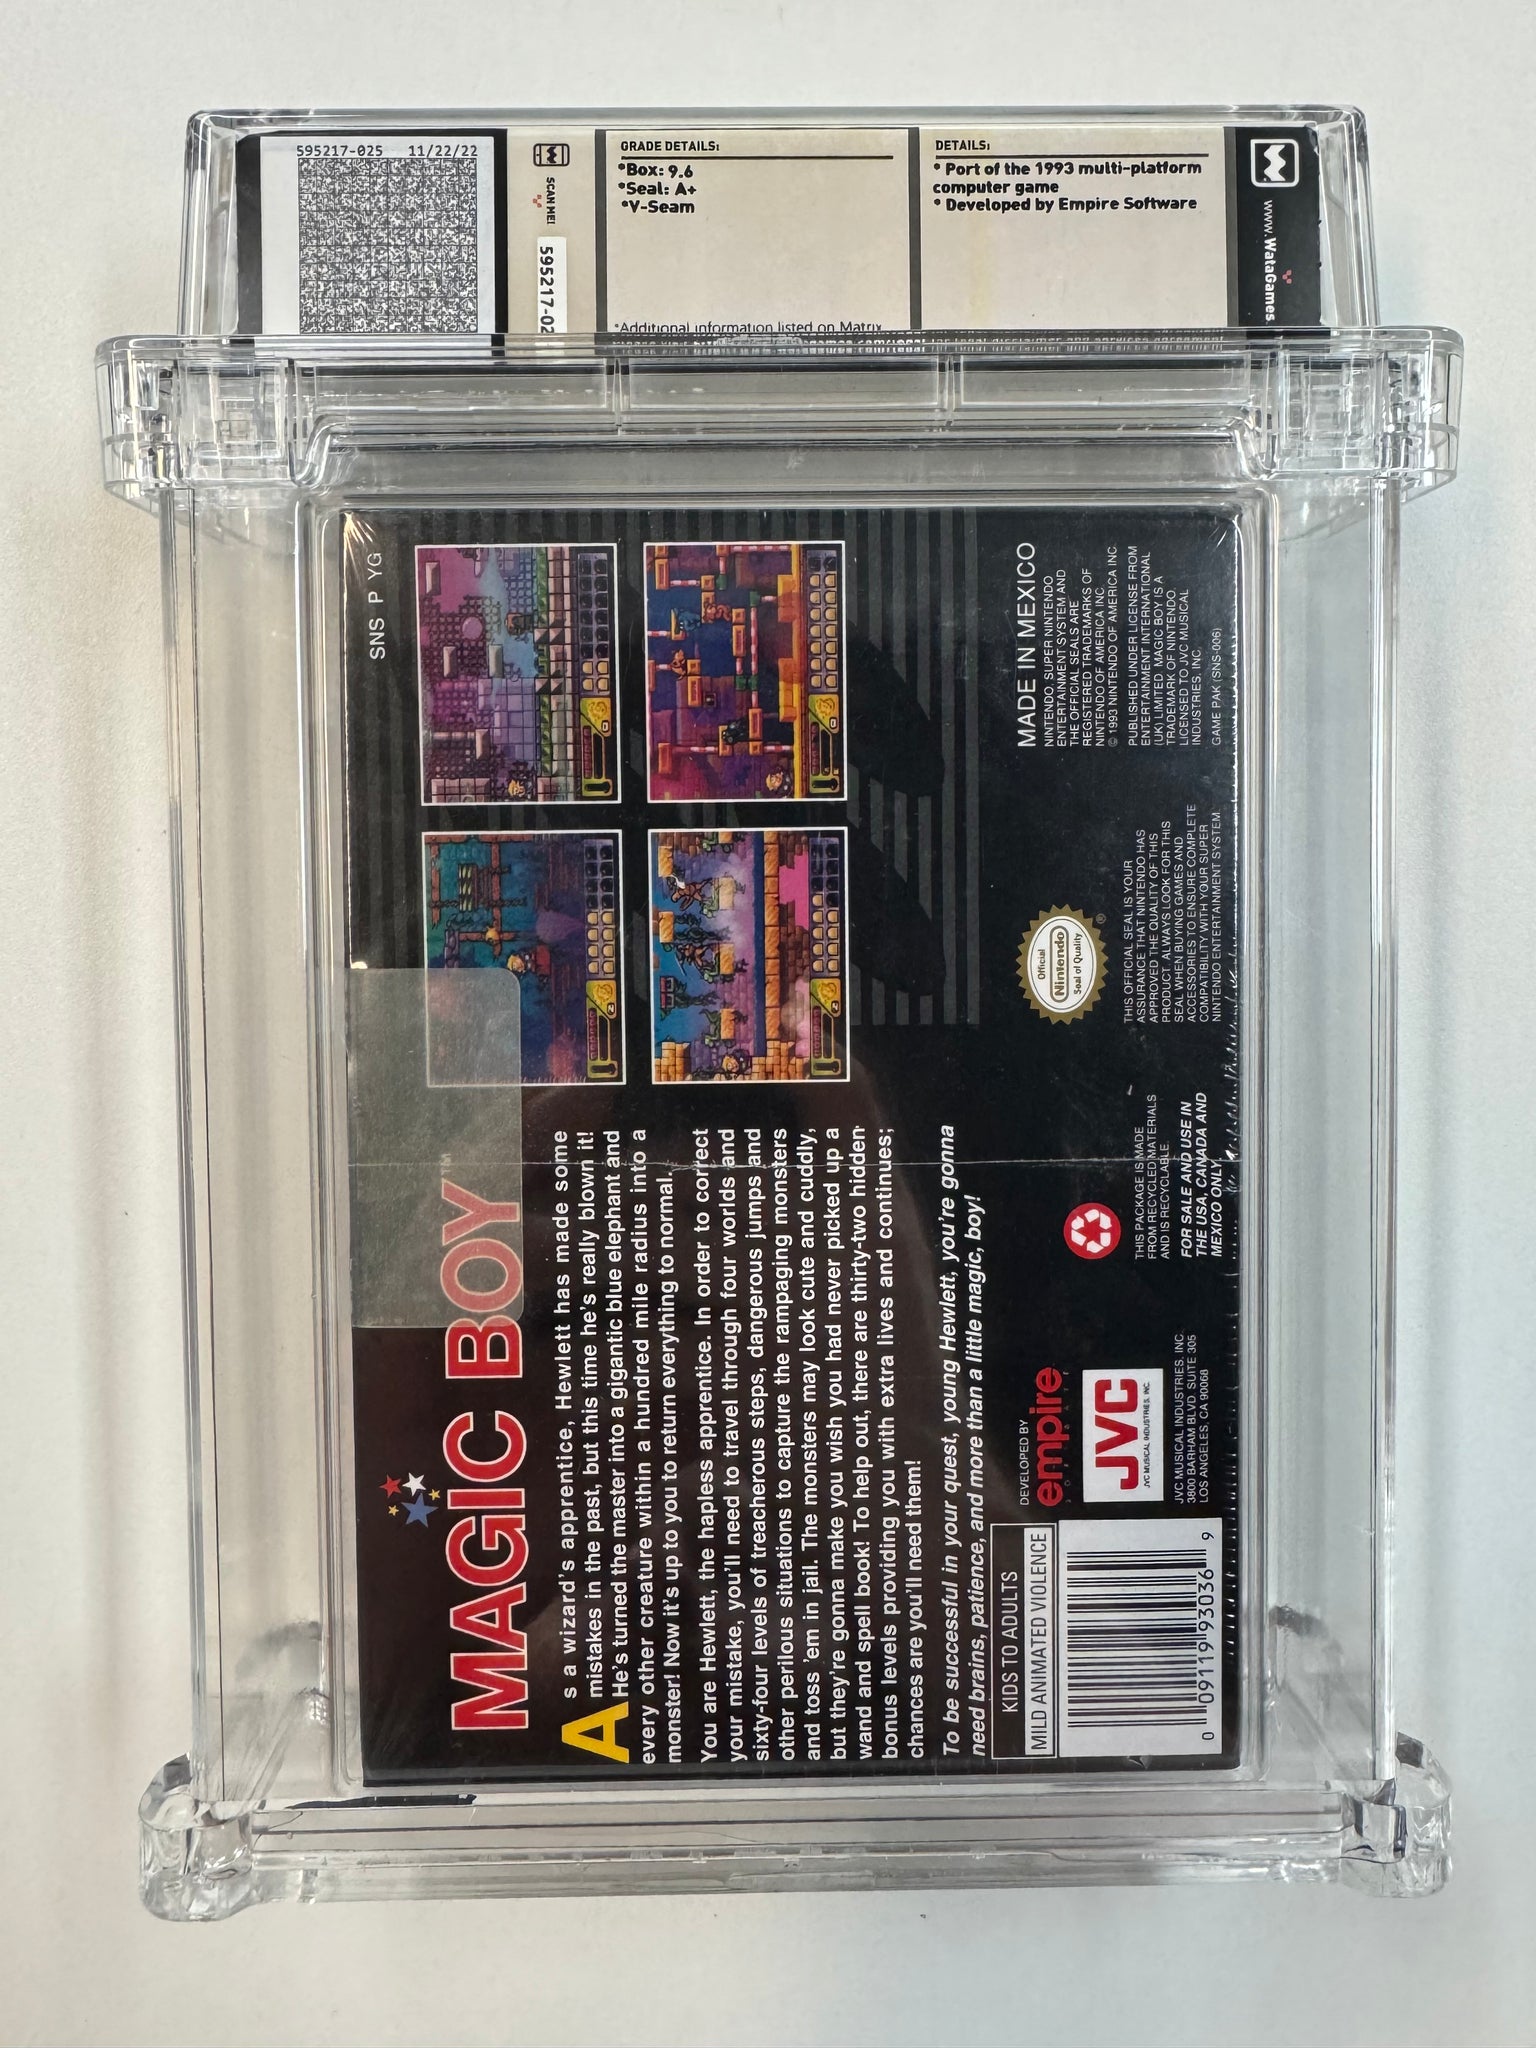 595217-025 11/22/22
SCAN ME!
GRADE DETAILS:
*Box: 9.6
*Seal: A+
*V-Seam
*Additional information listed on Matrix
DETAILS:
* Port of the 1993 multi-platform
computer game
* Developed by Empire Software
www.WataGames
SNS P YG
MAGIC BOY™
As a wizard's apprentice, Hewlett has made some
mistakes in the past, but this time he's really blown it!
He's turned the master into a gigantic blue elephant and
every other creature within a hundred mile radius into a
monster! Now it's up to you to return everything to normal.
You are Hewlett, the hapless apprentice. In order to correct
your mistake, you'll need to travel through four worlds and
sixty-four levels of treacherous steps, dangerous jumps and
other perilous situations to capture the rampaging monsters
and toss 'em in jail. The monsters may look cute and cuddly,
but they're gonna make you wish you had never picked up a
wand and spell book! To help out, there are thirty-two hidden
bonus levels providing you with extra lives and continues;
chances are you'll need them!
To be successful in your quest, young Hewlett, you're gonna
need brains, patience, and more than a little magic, boy!
KIDS TO ADULTS
MILD ANIMATED VIOLENCE
0 09119 93036 9
DEVELOPED BY
empire
SOFTWARE
JVC
JVC MUSICAL INDUSTRIES, INC.
JVC MUSICAL INDUSTRIES, INC.
3800 BARHAM BLVD. SUITE 305
LOS ANGELES, CA 90068
THIS PACKAGE IS MADE
FROM RECYCLED MATERIALS
AND IS RECYCLABLE.
FOR SALE AND USE IN
THE USA, CANADA AND
MEXICO ONLY.
Official
Nintendo
Seal of Quality
®
THIS OFFICIAL SEAL IS YOUR
ASSURANCE THAT NINTENDO HAS
APPROVED THE QUALITY OF THIS
PRODUCT. ALWAYS LOOK FOR THIS
SEAL WHEN BUYING GAMES AND
ACCESSORIES TO ENSURE COMPLETE
COMPATIBILITY WITH YOUR SUPER
NINTENDO ENTERTAINMENT SYSTEM.
MADE IN MEXICO
NINTENDO, SUPER NINTENDO
ENTERTAINMENT SYSTEM AND
THE OFFICIAL SEALS ARE
REGISTERED TRADEMARKS OF
NINTENDO OF AMERICA INC.
© 1993 NINTENDO OF AMERICA INC.
PUBLISHED UNDER LICENSE FROM
ENTERTAINMENT INTERNATIONAL
(UK) LIMITED MAGIC BOY IS A
TRADEMARK OF NINTENDO.
LICENSED TO JVC MUSICAL
INDUSTRIES, INC.
GAME PAK (SNS-006)